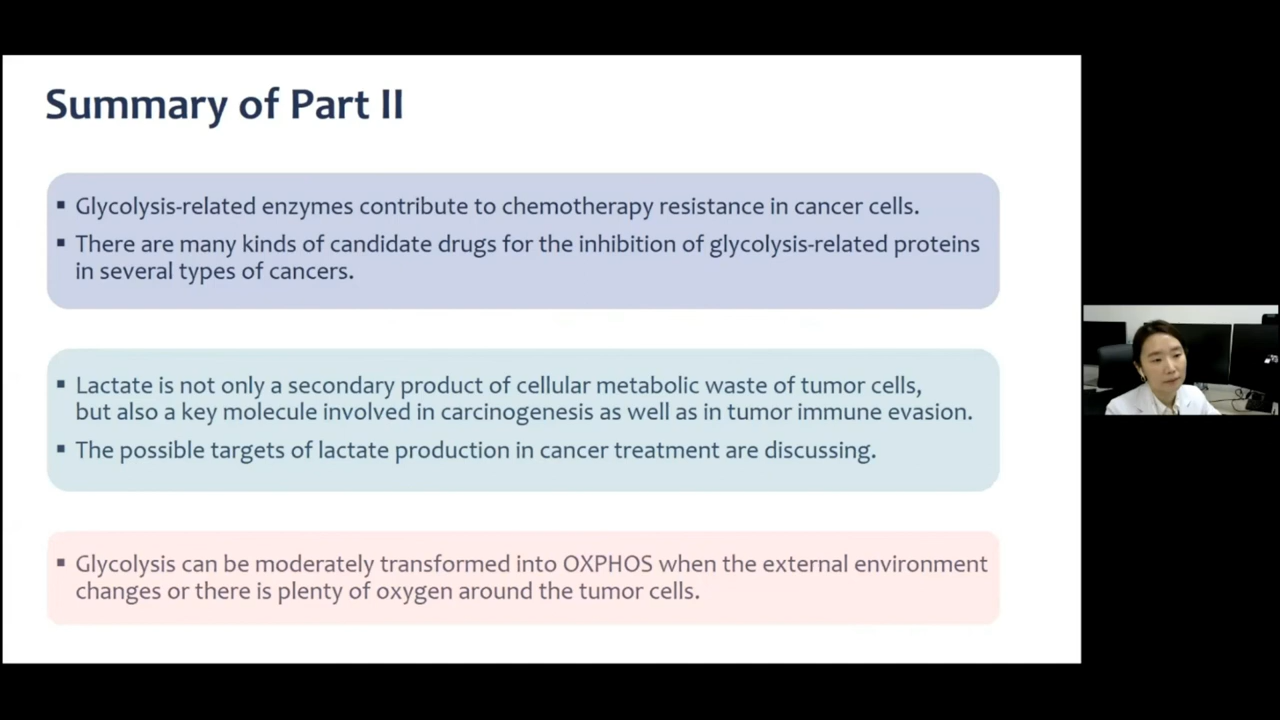 Summary of Part II
▪ Glycolysis-related enzymes contribute to chemotherapy resistance in cancer cells.
▪ There are many kinds of candidate drugs for the inhibition of glycolysis-related proteins
in several types of cancers.
▪ Lactate is not only a secondary product of cellular metabolic waste of tumor cells,
but also a key molecule involved in carcinogenesis as well as in tumor immune evasion.
▪ The possible targets of lactate production in cancer treatment are discussing.
▪ Glycolysis can be moderately transformed into OXPHOS when the external environment
changes or there is plenty of oxygen around the tumor cells.